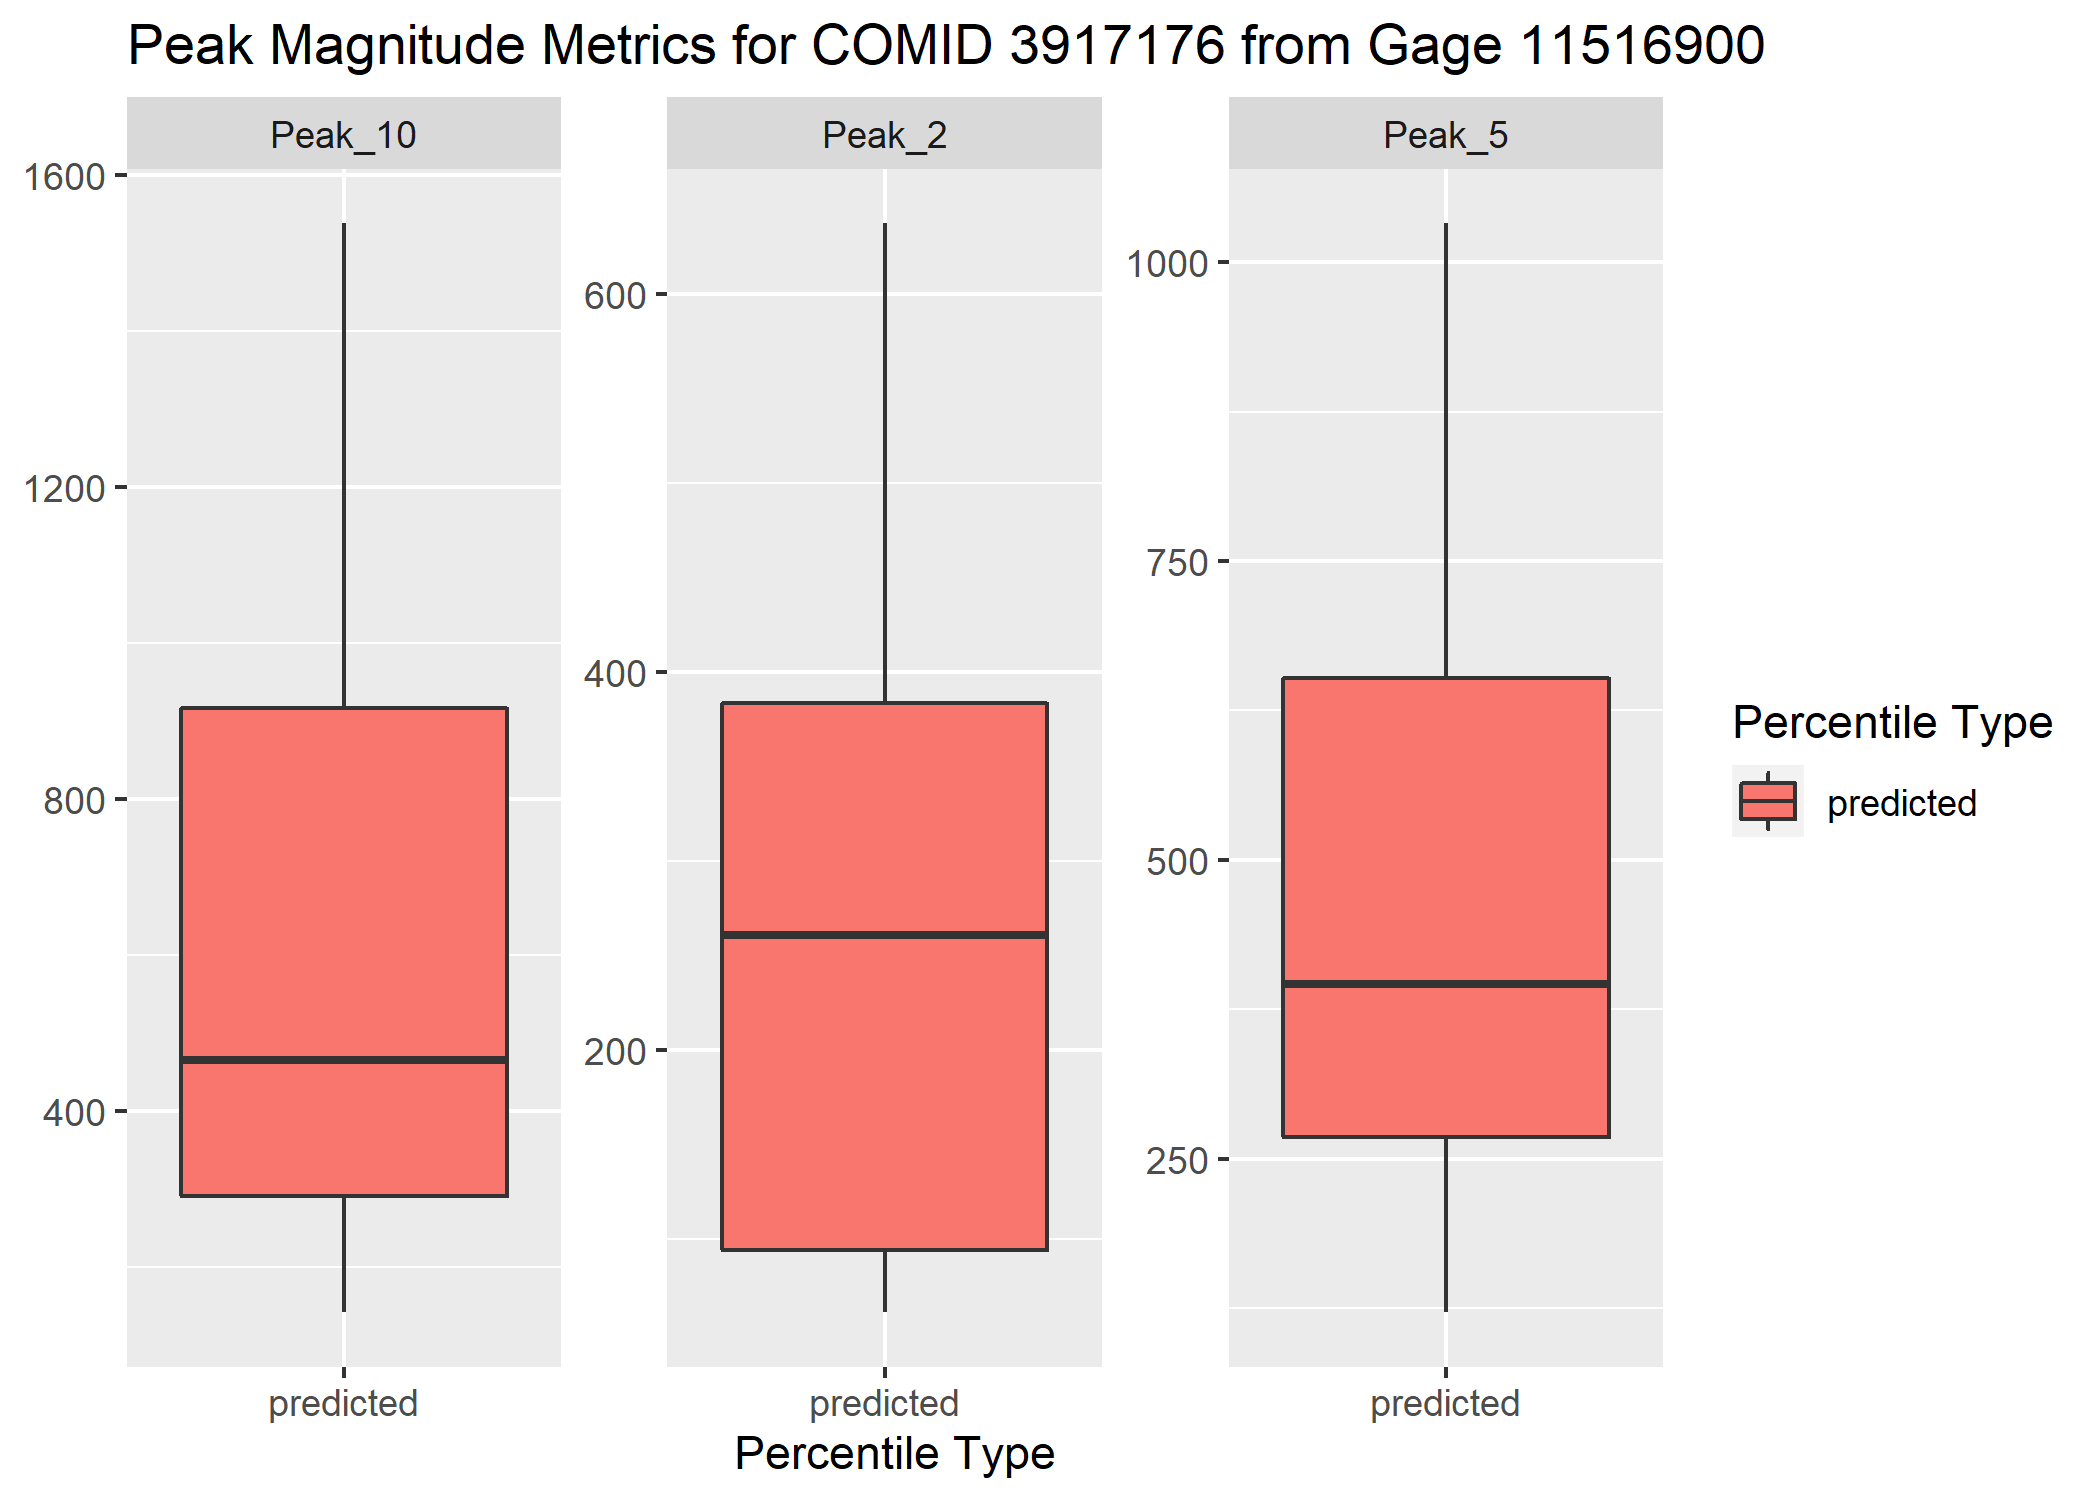 Peak Magnitude Metrics for COMID 3917176 from Gage 11516900
Peak_10
Peak_2
Peak_5
1600
1200
800
400
600
400
200
1000
750
500
250
predicted
predicted
predicted
Percentile Type
Percentile Type
predicted